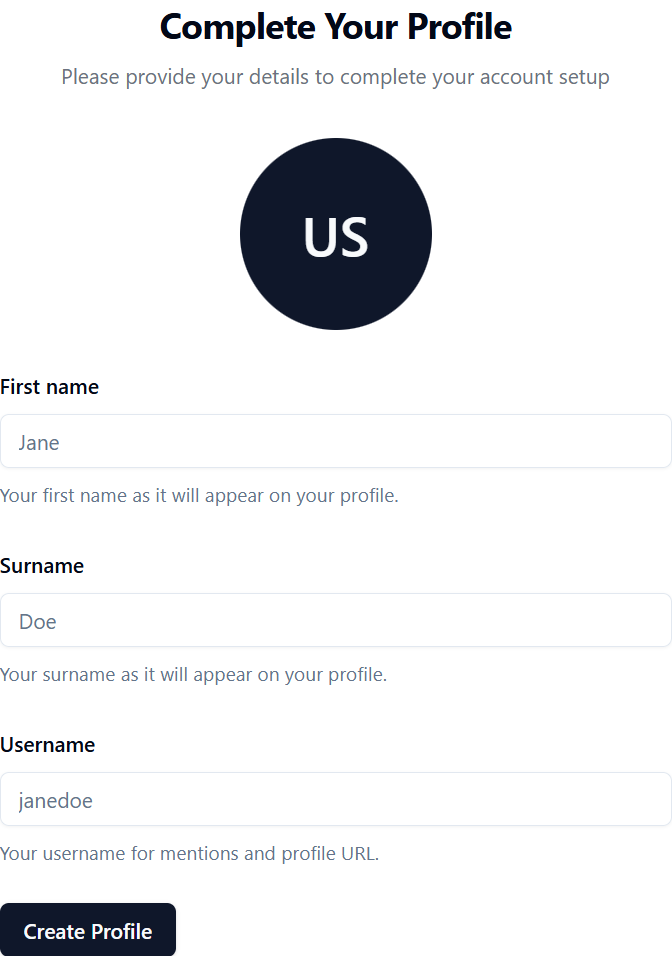 Complete Your Profile
Please provide your details to complete your account setup
US
First name
Jane
Your first name as it will appear on your profile.
Surname
Doe
Your surname as it will appear on your profile.
Username
janedoe
Your username for mentions and profile URL.
Create Profile